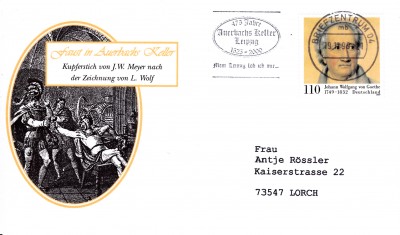 Faust in Auerbachs Keller
Kupferstich von J.W. Meyer nach
der Zeichnung von L. Wolf
475 Jahre
Auerbachs Keller
Leipzig
1525 - 2000
Mein Leipzig lob ich mir...
BRIEFZENTRUM 04
mb
110
Johann Wolfgang von Goethe
1749 - 1832 Deutschland
Frau
Antje Rössler
Kaiserstrasse 22
73547 LORCH